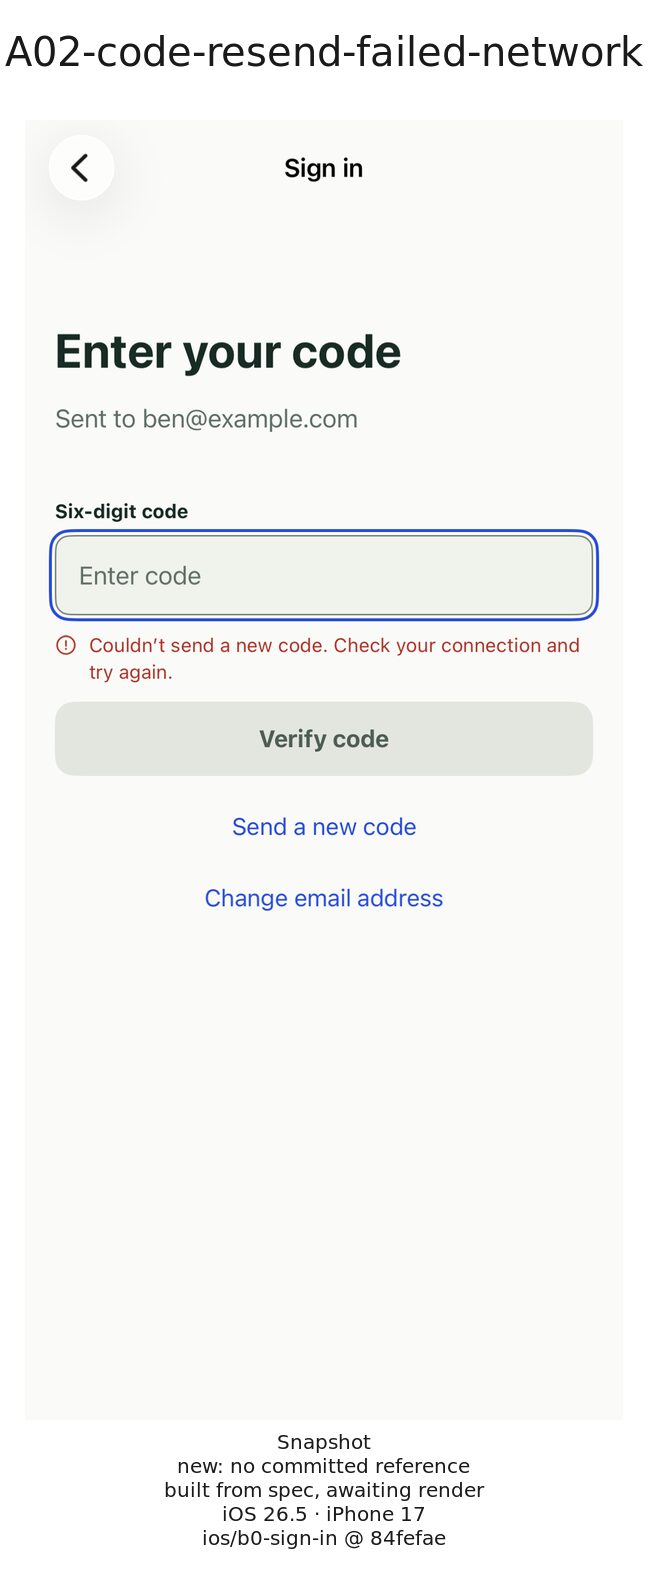 A02-code-resend-failed-network
Sign in
Enter your code
Sent to ben@example.com
Six-digit code
Enter code
Couldn’t send a new code. Check your connection and
try again.
Verify code
Send a new code
Change email address
Snapshot
new: no committed reference
built from spec, awaiting render
iOS 26.5 · iPhone 17
ios/b0-sign-in @ 84fefae